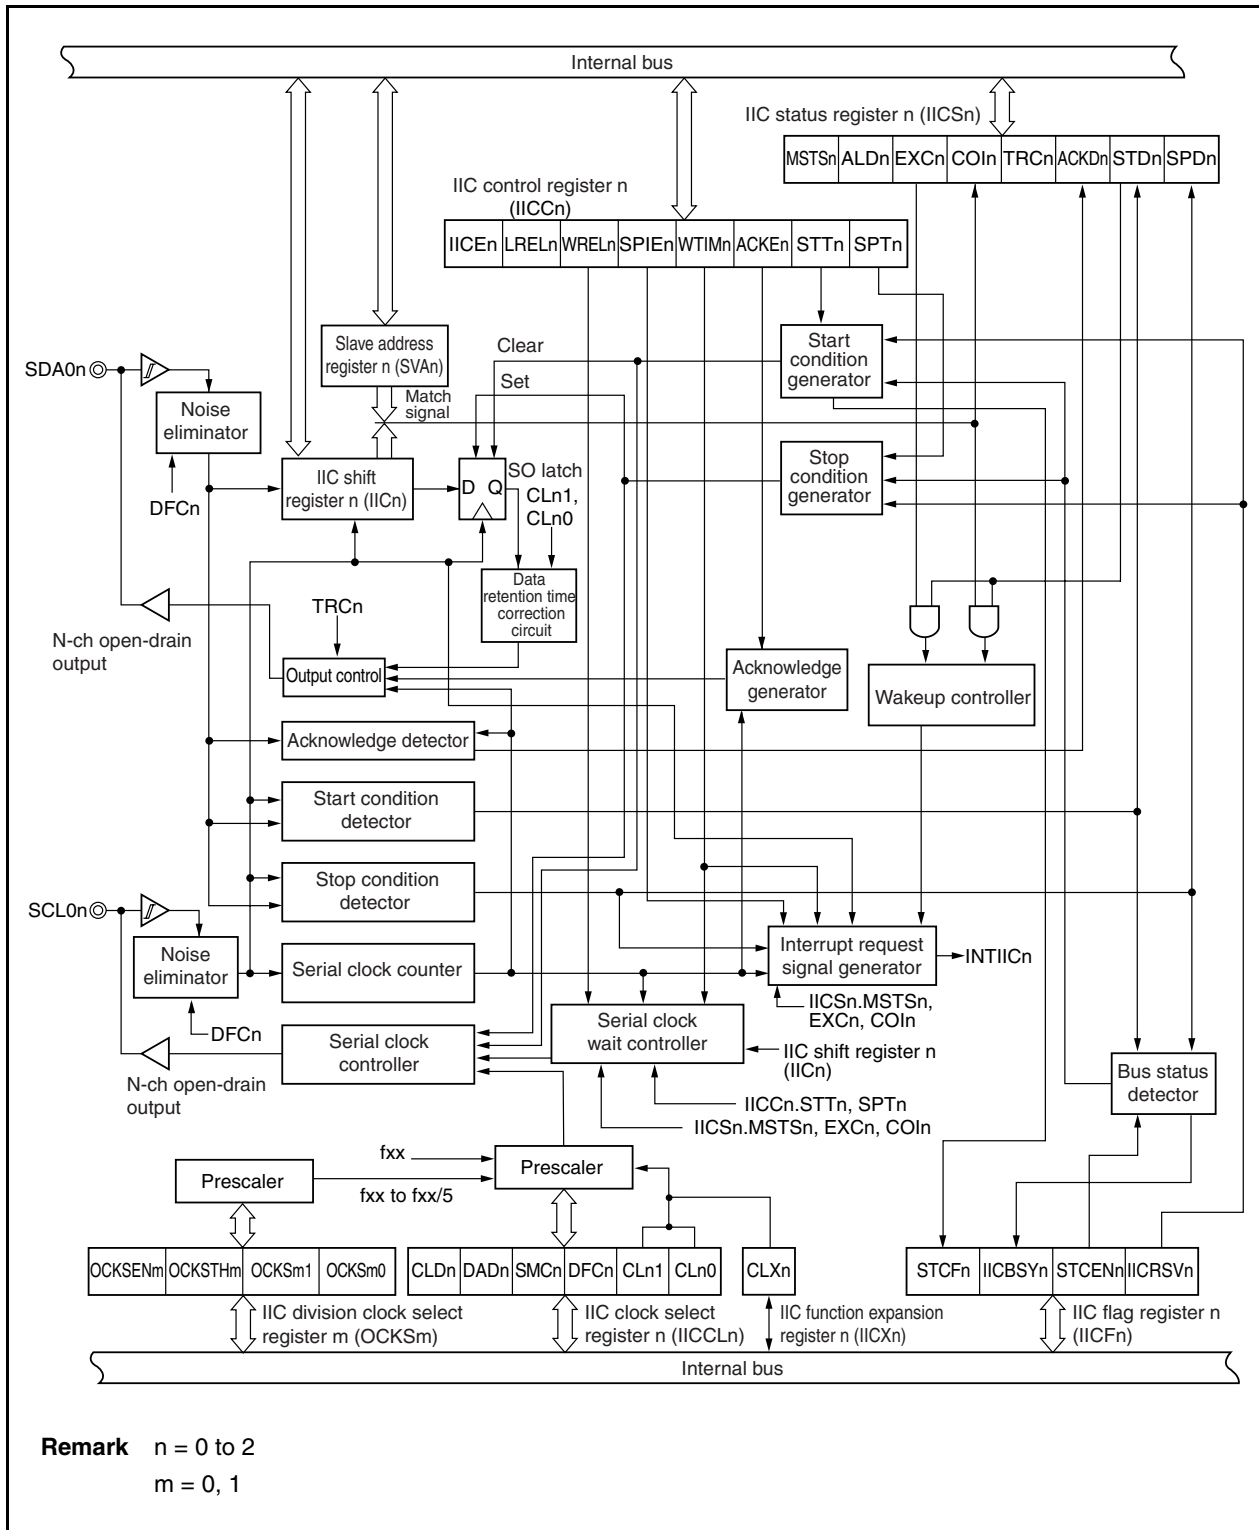 Internal bus
IIC status register n (IICSn)
MSTSn ALDn EXCn COIn TRCn ACKDn STDn SPDn
IIC control register n
(IICCn)
IICEn LRELn WRELn SPIEn WTIMn ACKEn STTn SPTn
Slave address
register n (SVAn)
Clear
Start
condition
generator
SDA0n
Set
Match
signal
Noise
eliminator
Stop
condition
generator
IIC shift
register n (IICn)
D Q
SO latch
CLn1,
CLn0
DFCn
Data
retention time
correction
circuit
TRCn
N-ch open-drain
output
Output control
Acknowledge
generator
Wakeup controller
Acknowledge detector
Start condition
detector
Stop condition
detector
SCL0n
Noise
eliminator
Serial clock counter
Interrupt request
signal generator
INTIICn
IICSn.MSTSn,
EXCn, COIn
DFCn
Serial clock
controller
Serial clock
wait controller
IIC shift register n
(IICn)
Bus status
detector
N-ch open-drain
output
IICCn.STTn, SPTn
IICSn.MSTSn, EXCn, COIn
fxx
Prescaler
Prescaler
fxx to fxx/5
OCKSENm OCKSTHm OCKSm1 OCKSm0
CLDn DADn SMCn DFCn CLn1 CLn0
CLXn
STCFn IICBSYn STCENn IICRSVn
IIC division clock select
register m (OCKSm)
IIC clock select
register n (IICCLn)
IIC function expansion
register n (IICXn)
IIC flag register n
(IICFn)
Internal bus
Remark n = 0 to 2
m = 0, 1